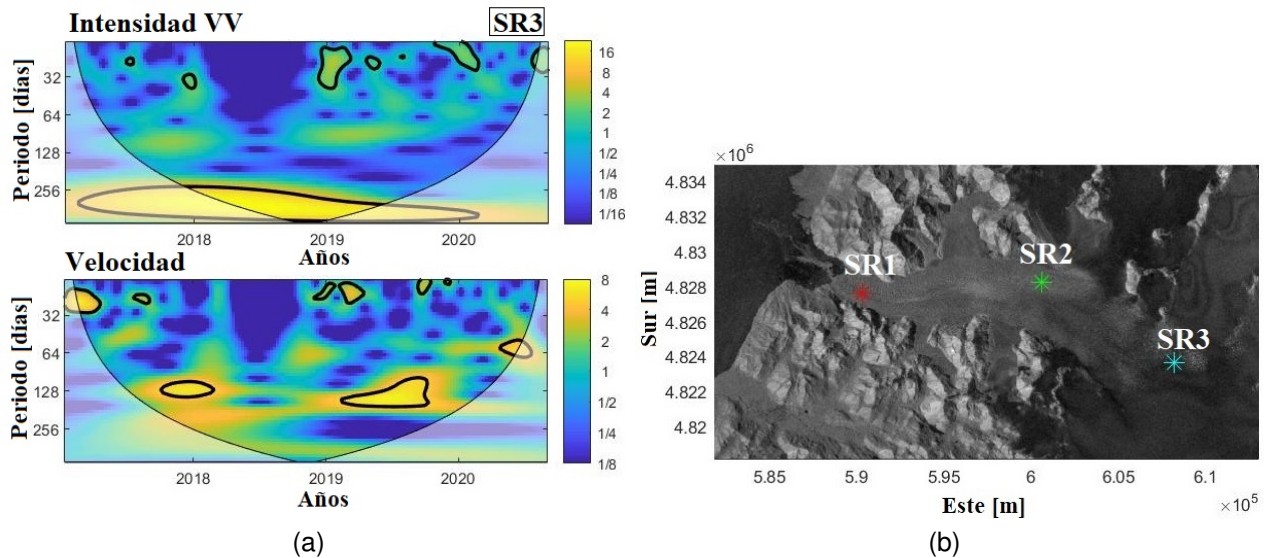 Intensidad VV SR3
Periodo [días]
32
64
128
256
16
8
4
2
1
1/2
1/4
1/8
1/16
2018 2019 2020
Años
Velocidad
Periodo [días]
32
64
128
256
8
4
2
1
1/2
1/4
1/8
2018 2019 2020
Años
(a)
×10⁶
Sur [m]
4.834
4.832
4.83
4.828
4.826
4.824
4.822
4.82
SR1
SR2
SR3
5.85 5.9 5.95 6 6.05 6.1
×10⁵
Este [m]
(b)